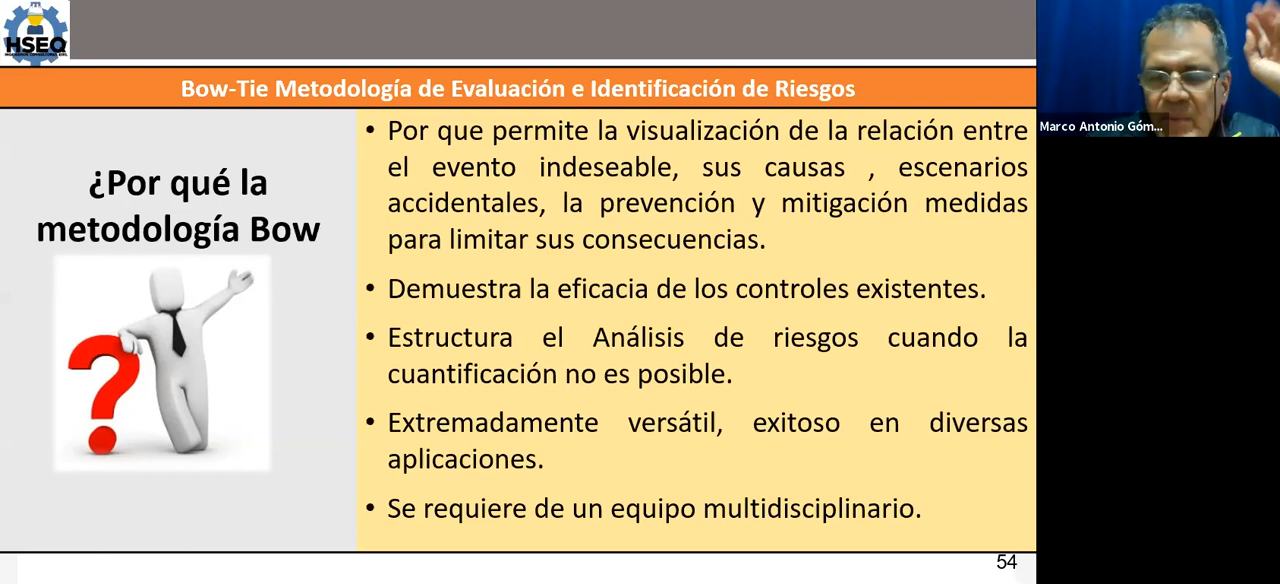 HSEQ
Bow-Tie Metodología de Evaluación e Identificación de Riesgos
¿Por qué la
metodología Bow
• Por que permite la visualización de la relación entre
el evento indeseable, sus causas , escenarios
accidentales, la prevención y mitigación medidas
para limitar sus consecuencias.
• Demuestra la eficacia de los controles existentes.
• Estructura el Análisis de riesgos cuando la
cuantificación no es posible.
• Extremadamente versátil, exitoso en diversas
aplicaciones.
• Se requiere de un equipo multidisciplinario.
?
54
Marco Antonio Góm...